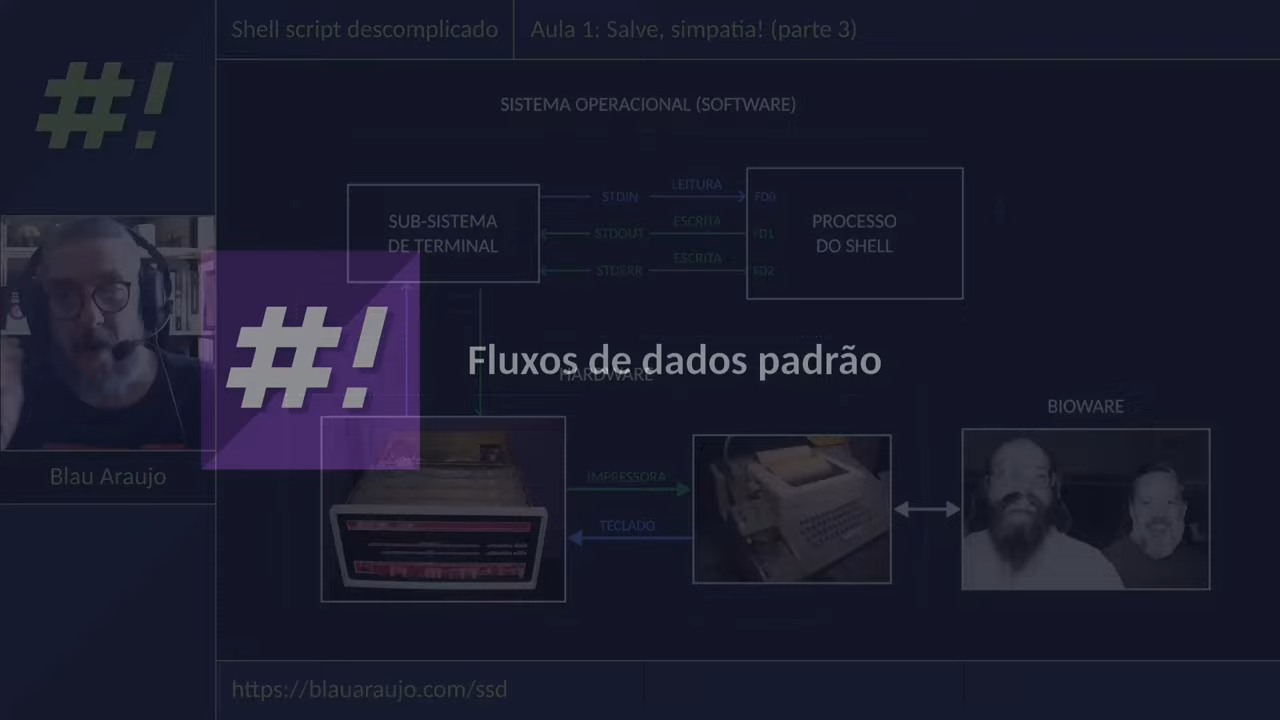 Shell script descomplicado
Aula 1: Salve, simpatia! (parte 3)
#!
SISTEMA OPERACIONAL (SOFTWARE)
SUB-SISTEMA
DE TERMINAL
STDIN
LEITURA
FD0
STDOUT
ESCRITA
FD1
STDERR
ESCRITA
FD2
PROCESSO
DO SHELL
#!
Fluxos de dados padrão
HARDWARE
BIOWARE
IMPRESSORA
TECLADO
Blau Araujo
https://blauaraujo.com/ssd